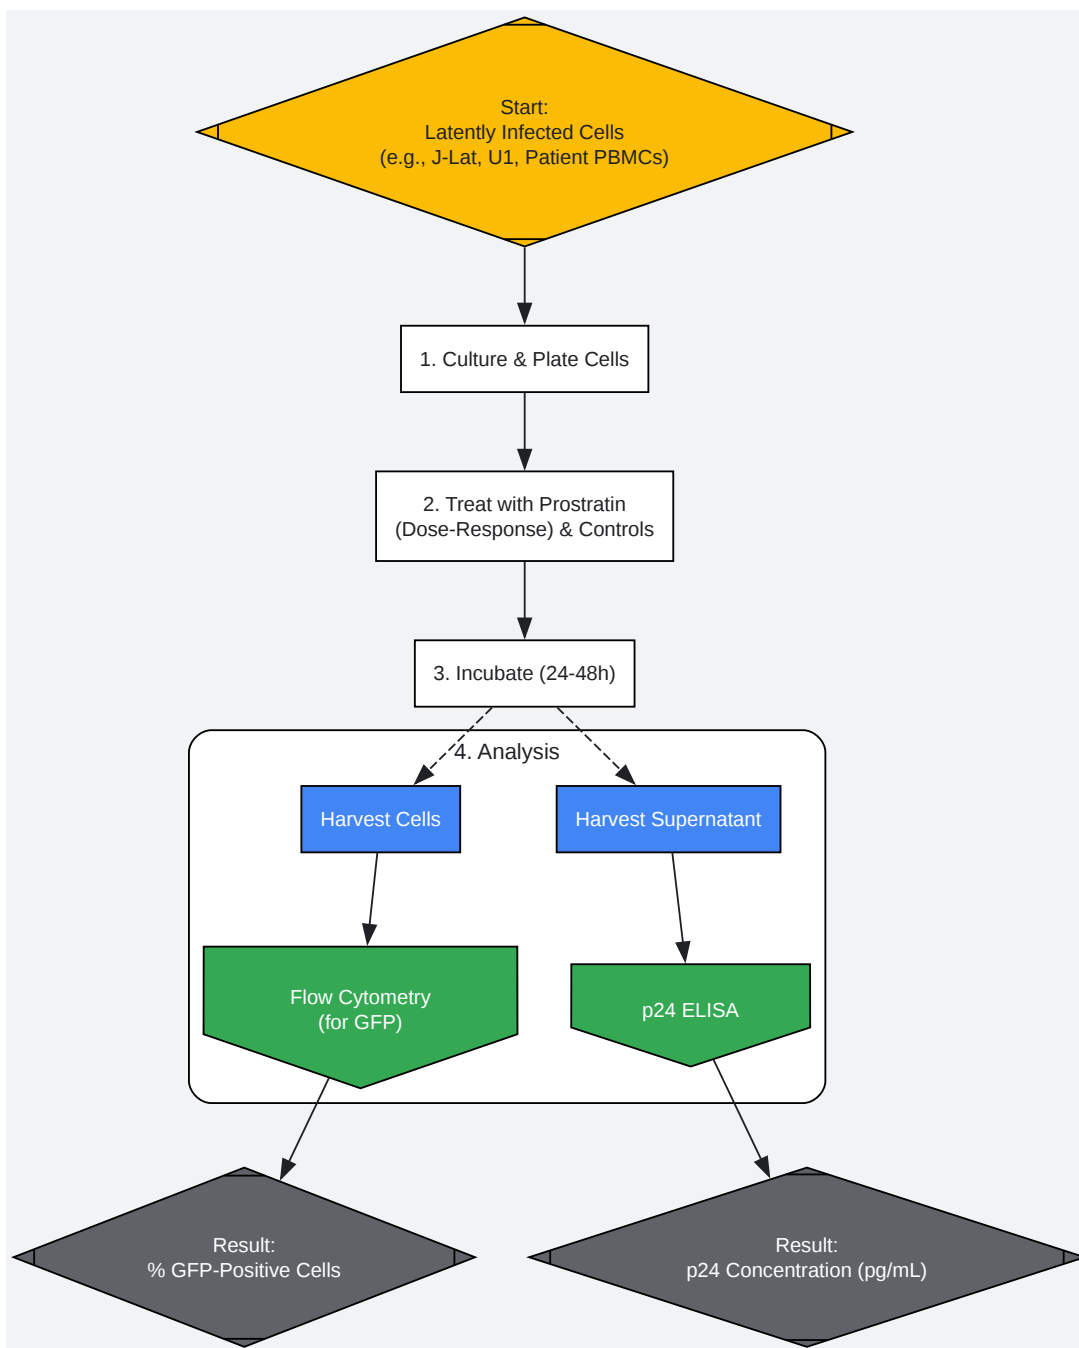 Start:
Latently Infected Cells
(e.g., J-Lat, U1, Patient PBMCs)
1. Culture & Plate Cells
2. Treat with Prostratin
(Dose-Response) & Controls
3. Incubate (24-48h)
4. Analysis
Harvest Cells
Harvest Supernatant
Flow Cytometry
(for GFP)
p24 ELISA
Result:
% GFP-Positive Cells
Result:
p24 Concentration (pg/mL)